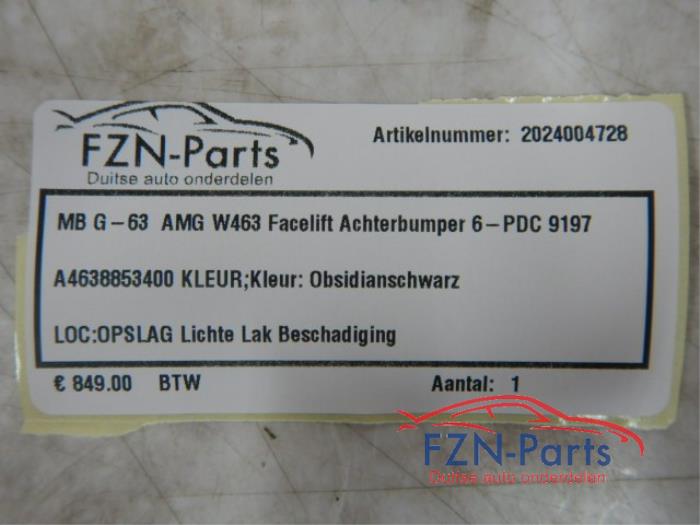 FZN-Parts
Duitse auto onderdelen
Artikelnummer: 2024004728
MB G-63 AMG W463 Facelift Achterbumper 6-PDC 9197
A4638853400 KLEUR;Kleur: Obsidianschwarz
LOC:OPSLAG Lichte Lak Beschadiging
€ 849.00 BTW Aantal: 1
FZN-Parts
Duitse auto onderdelen